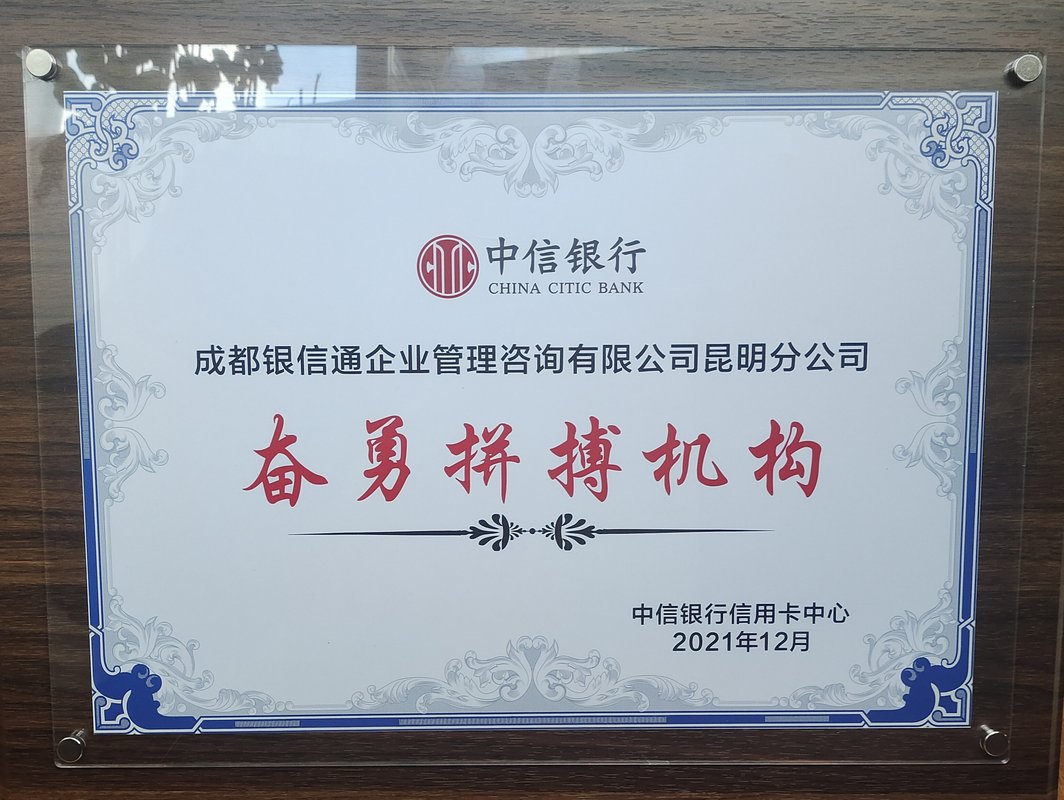 中信银行
CHINA CITIC BANK
成都银信通企业管理咨询有限公司昆明分公司
奋勇拼搏机构
中信银行信用卡中心
2021年12月